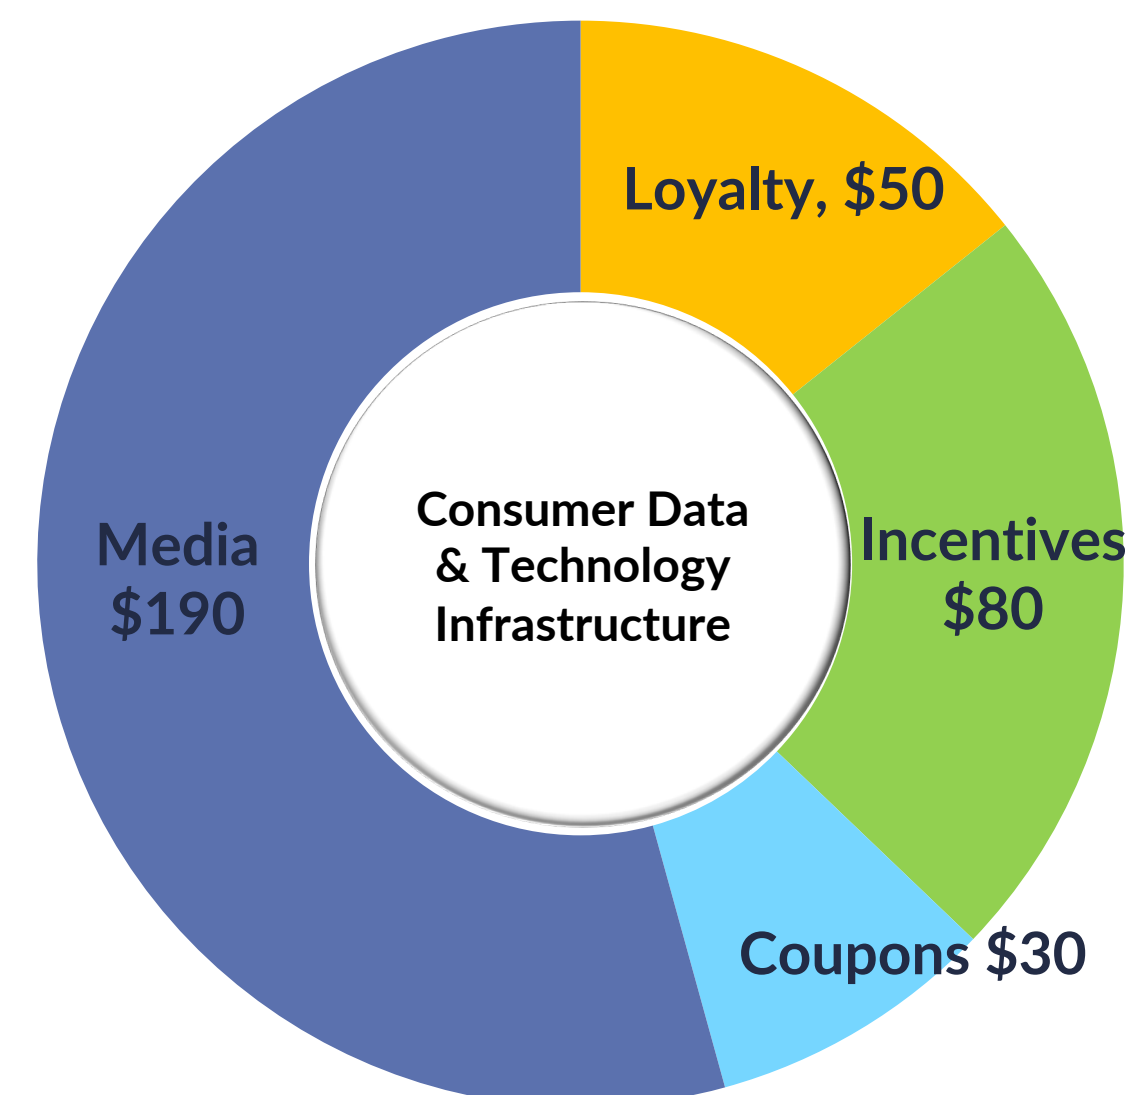 Loyalty, $50
Media
$190
Consumer Data
& Technology
Infrastructure
Incentives
$80
Coupons $30